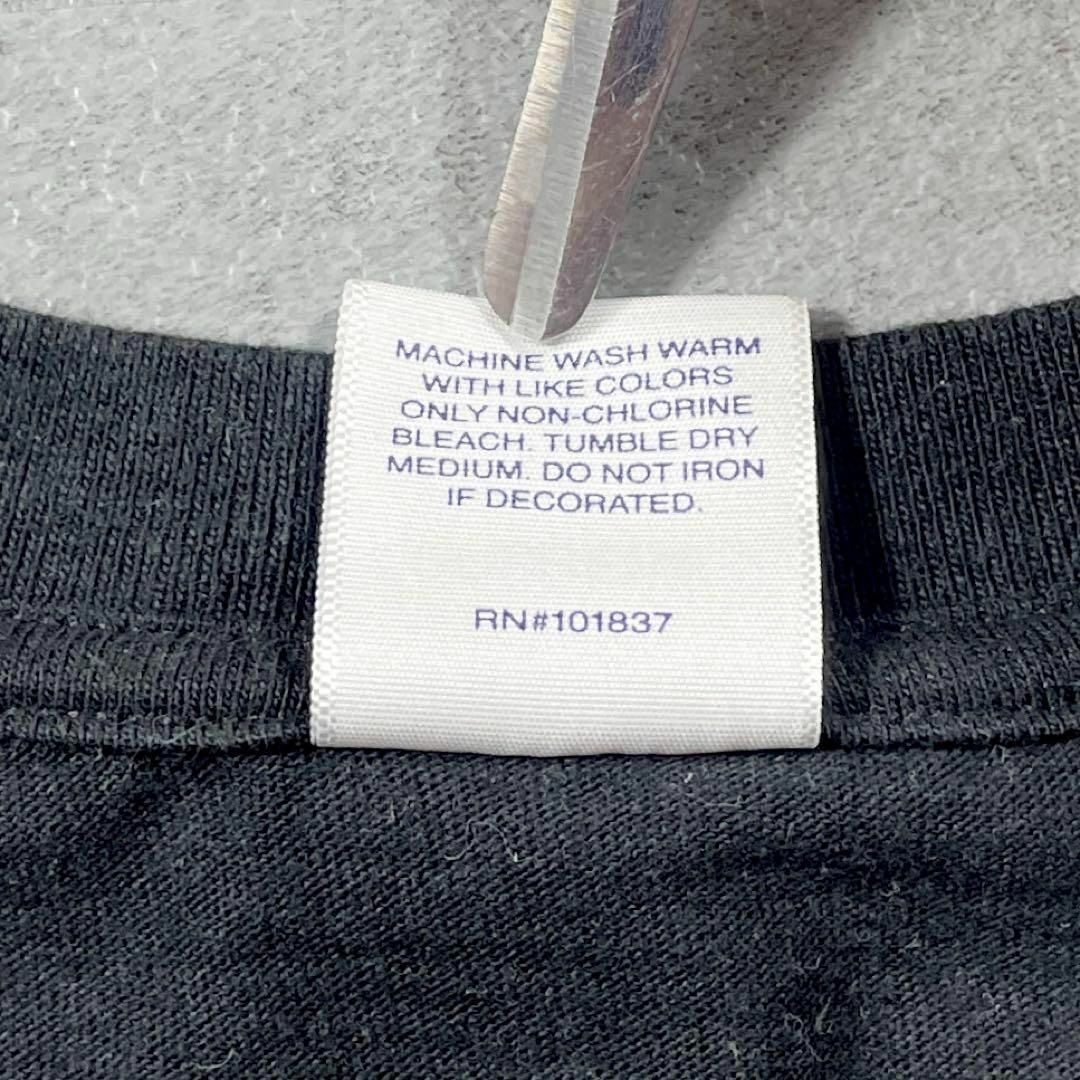 MACHINE WASH WARM
WITH LIKE COLORS
ONLY NON-CHLORINE
BLEACH. TUMBLE DRY
MEDIUM. DO NOT IRON
IF DECORATED.
RN#101837